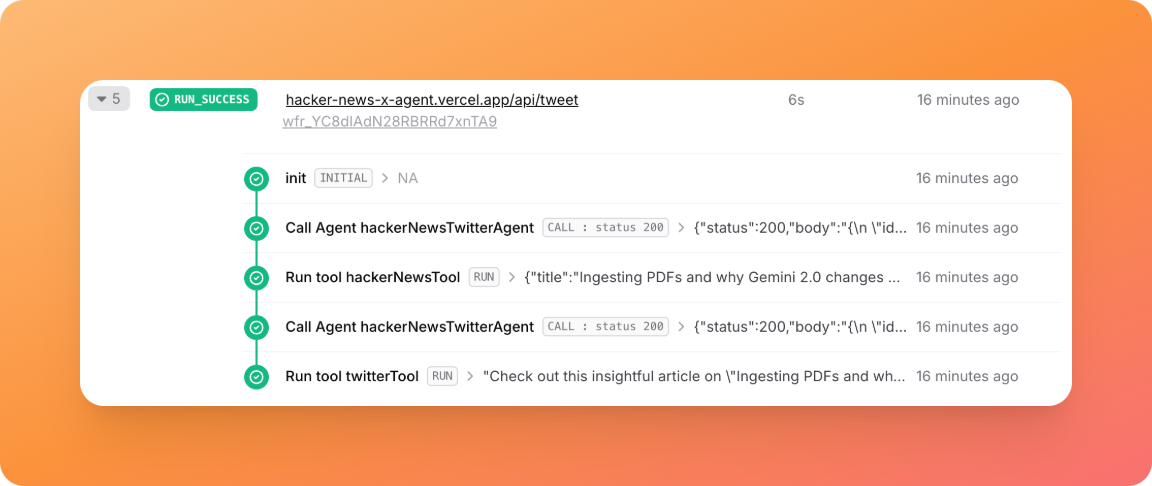 5 RUN_SUCCESS hacker-news-x-agent.vercel.app/api/tweet 6s 16 minutes ago
wfr_YC8dIAdN28RBRRd7xnTA9
init INITIAL > NA 16 minutes ago
Call Agent hackerNewsTwitterAgent CALL : status 200 > {"status":200,"body":"{\n \"id... 16 minutes ago
Run tool hackerNewsTool RUN > {"title":"Ingesting PDFs and why Gemini 2.0 changes ... 16 minutes ago
Call Agent hackerNewsTwitterAgent CALL : status 200 > {"status":200,"body":"{\n \"id... 16 minutes ago
Run tool twitterTool RUN > "Check out this insightful article on \"Ingesting PDFs and wh... 16 minutes ago